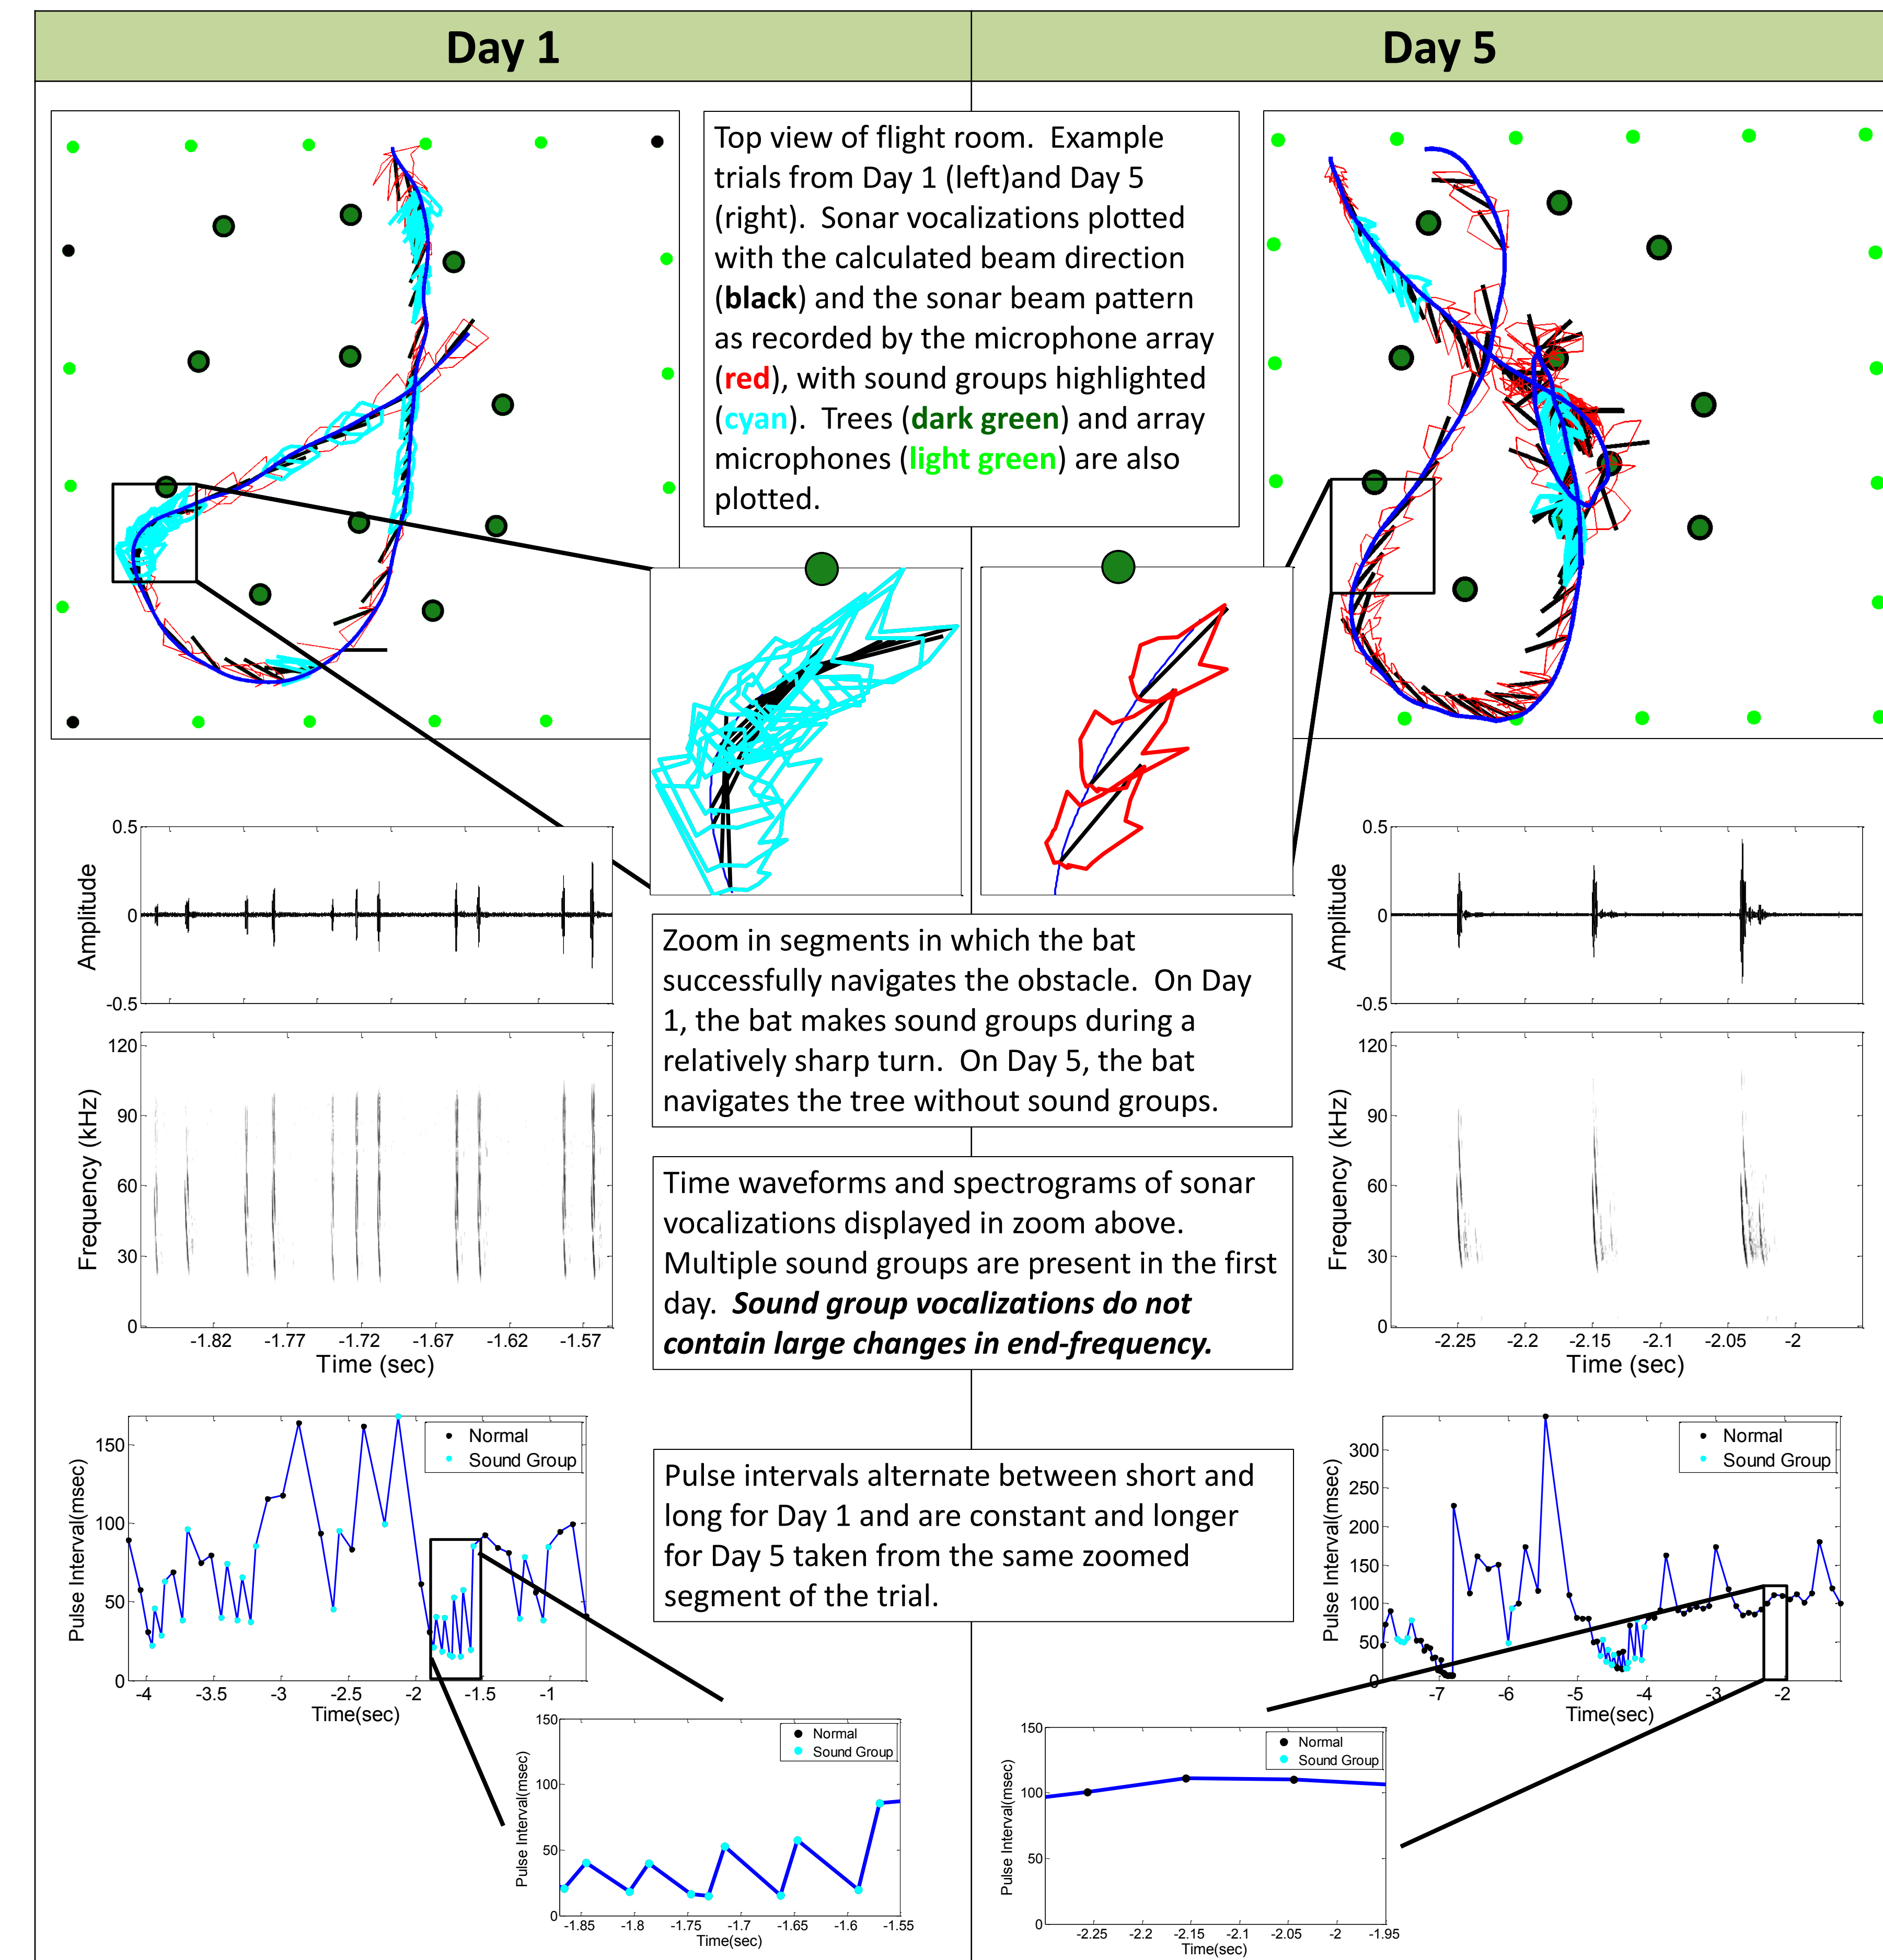 Day 1
Day 5
Top view of flight room.  Example
trials from Day 1 (left)and Day 5
(right).  Sonar vocalizations plotted
with the calculated beam direction
(black) and the sonar beam pattern
as recorded by the microphone array
(red), with sound groups highlighted
(cyan).  Trees (dark green) and array
microphones (light green) are also
plotted.
0.5
0
-0.5
Amplitude
120
90
60
30
0
Frequency (kHz)
-1.82 -1.77 -1.72 -1.67 -1.62 -1.57
Time (sec)
Zoom in segments in which the bat
successfully navigates the obstacle.  On Day
1, the bat makes sound groups during a
relatively sharp turn.  On Day 5, the bat
navigates the tree without sound groups.
Time waveforms and spectrograms of sonar
vocalizations displayed in zoom above.
Multiple sound groups are present in the first
day.  Sound group vocalizations do not
contain large changes in end-frequency.
0.5
0
-0.5
Amplitude
120
90
60
30
0
Frequency (kHz)
-2.25 -2.2 -2.15 -2.1 -2.05 -2
Time (sec)
Normal
Sound Group
150
100
50
0
Pulse Interval(msec)
-4 -3.5 -3 -2.5 -2 -1.5 -1
Time(sec)
Pulse intervals alternate between short and
long for Day 1 and are constant and longer
for Day 5 taken from the same zoomed
segment of the trial.
Normal
Sound Group
300
250
200
150
100
50
0
Pulse Interval(msec)
-7 -6 -5 -4 -3 -2
Time(sec)
Normal
Sound Group
150
100
50
0
Pulse Interval(msec)
-1.85 -1.8 -1.75 -1.7 -1.65 -1.6 -1.55
Time(sec)
Normal
Sound Group
150
100
50
0
Pulse Interval(msec)
-2.25 -2.2 -2.15 -2.1 -2.05 -2 -1.95
Time(sec)